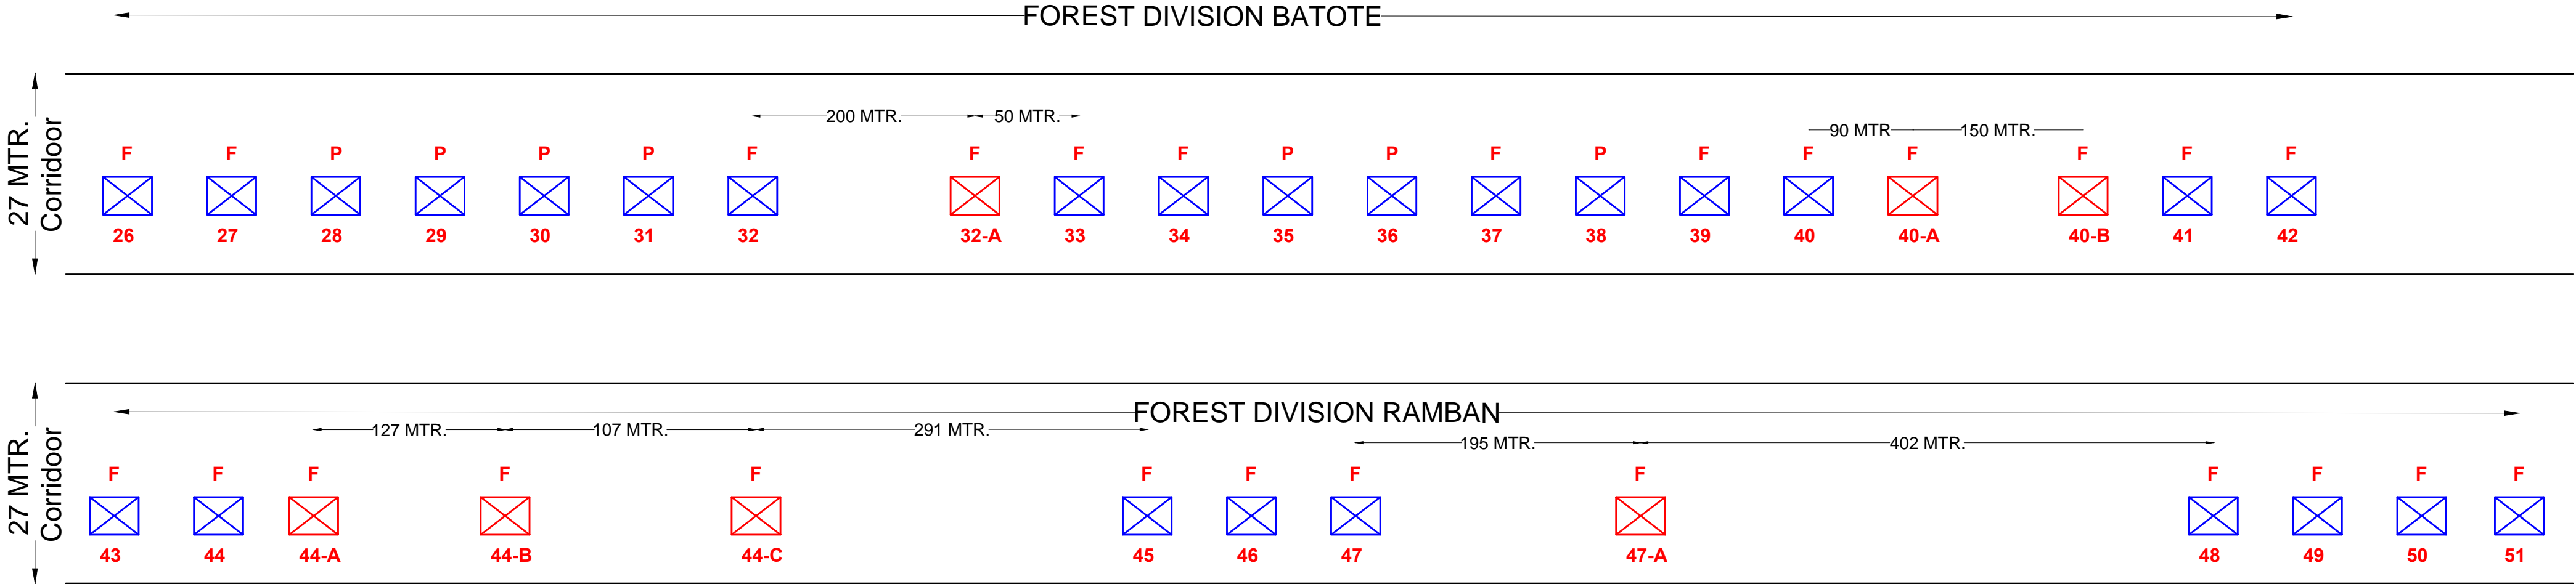 FOREST DIVISION BATOTE
27 MTR.
Corridoor
200 MTR. 50 MTR. 90 MTR 150 MTR.
F F P P P P F F F F P P F P F F F F F F
26 27 28 29 30 31 32 32-A 33 34 35 36 37 38 39 40 40-A 40-B 41 42
FOREST DIVISION RAMBAN
27 MTR.
Corridoor
127 MTR. 107 MTR. 291 MTR. 195 MTR. 402 MTR.
F F F F F F F F F F F F F
43 44 44-A 44-B 44-C 45 46 47 47-A 48 49 50 51